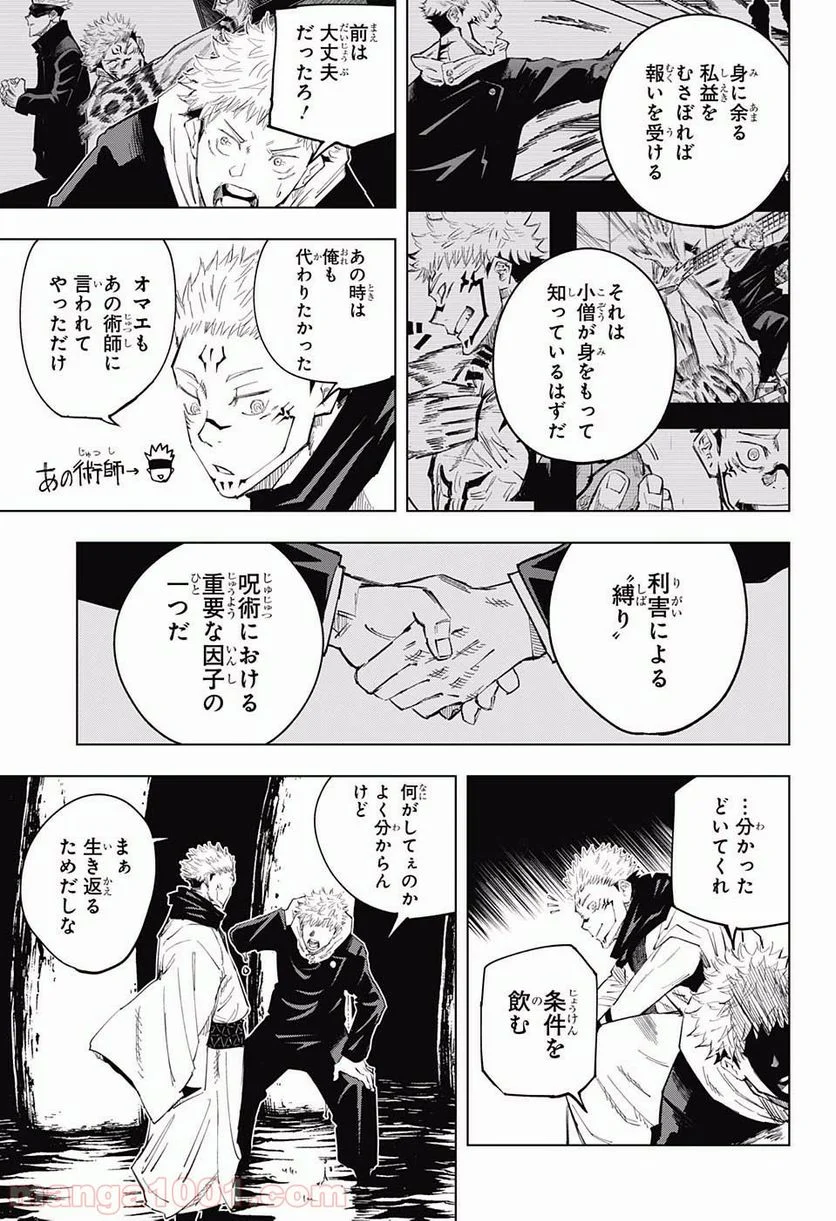 身に余る
私益を
むさぼれば
報いを受ける
それは
小僧が身をもって
知っているはずだ
前は
大丈夫
だったろ!
あの時は
俺も
代わりたかった
オマエも
あの術師に
言われて
やっただけ
あの術師→
利害による
"縛り"
呪術における
重要な因子の
一つだ
…分かった
どいてくれ
条件を
飲む
何がしてぇのか
よく分からん
けど
まぁ
生き返る
ためだしな
manga1001.com